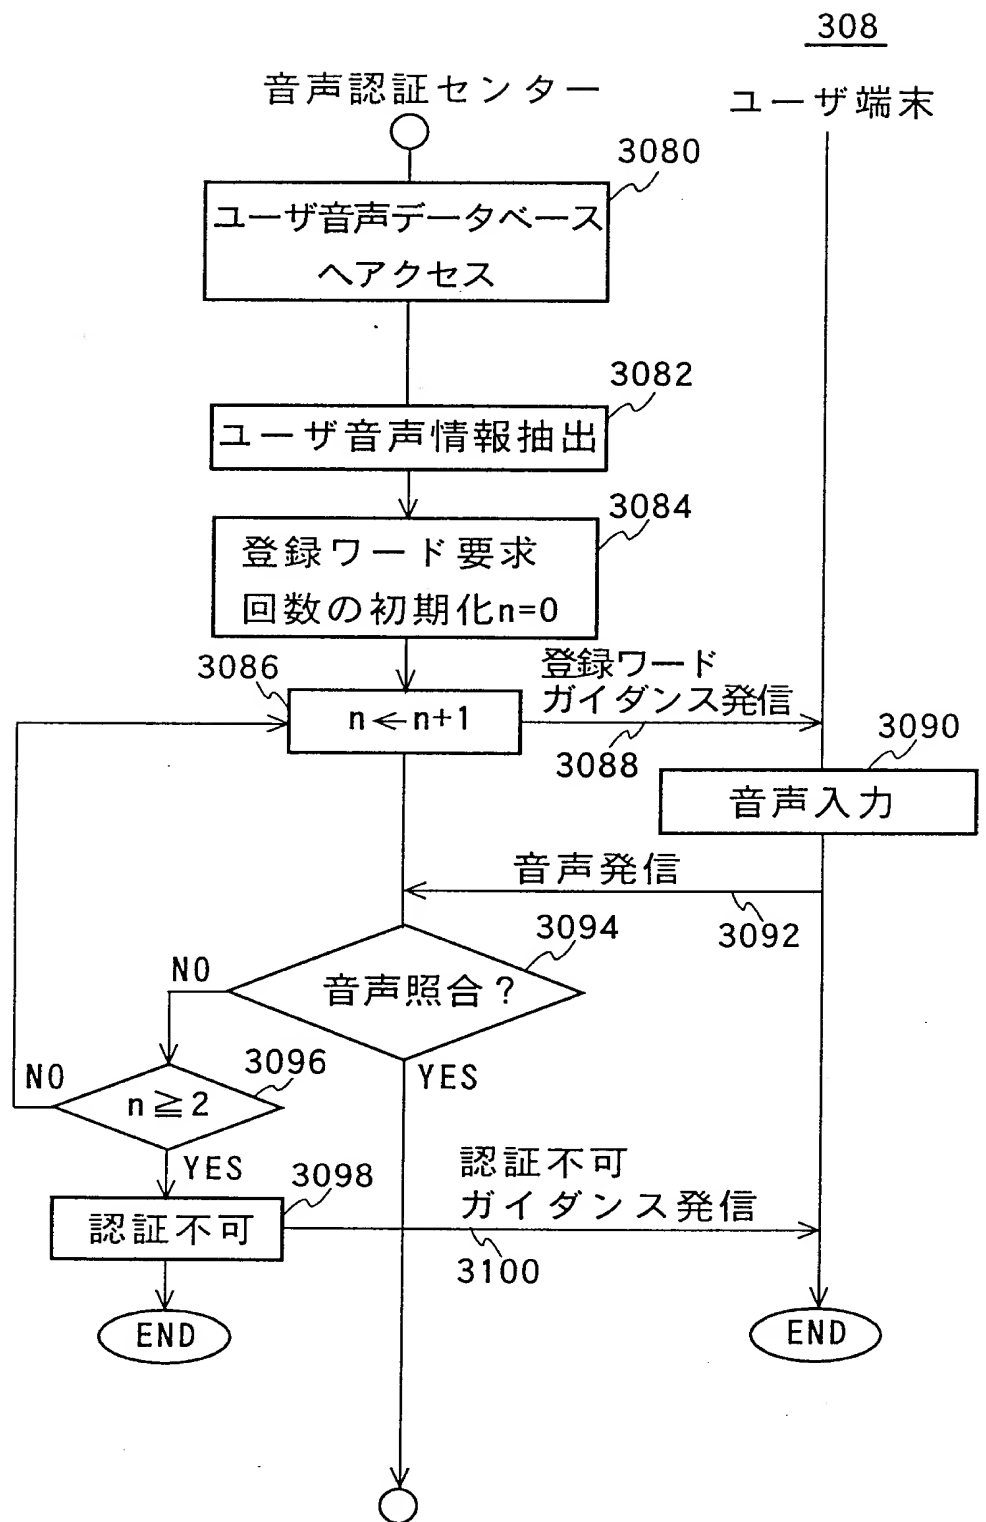 308
音声認証センター
ユーザ端末
3080
ユーザ音声データベース
へアクセス
3082
ユーザ音声情報抽出
3084
登録ワード要求
回数の初期化n=0
3086
n←n+1
登録ワード
ガイダンス発信
3088
3090
音声入力
音声発信
3092
3094
音声照合?
NO
YES
3096
n≧2
NO
YES
3098
認証不可
認証不可
ガイダンス発信
3100
END
END